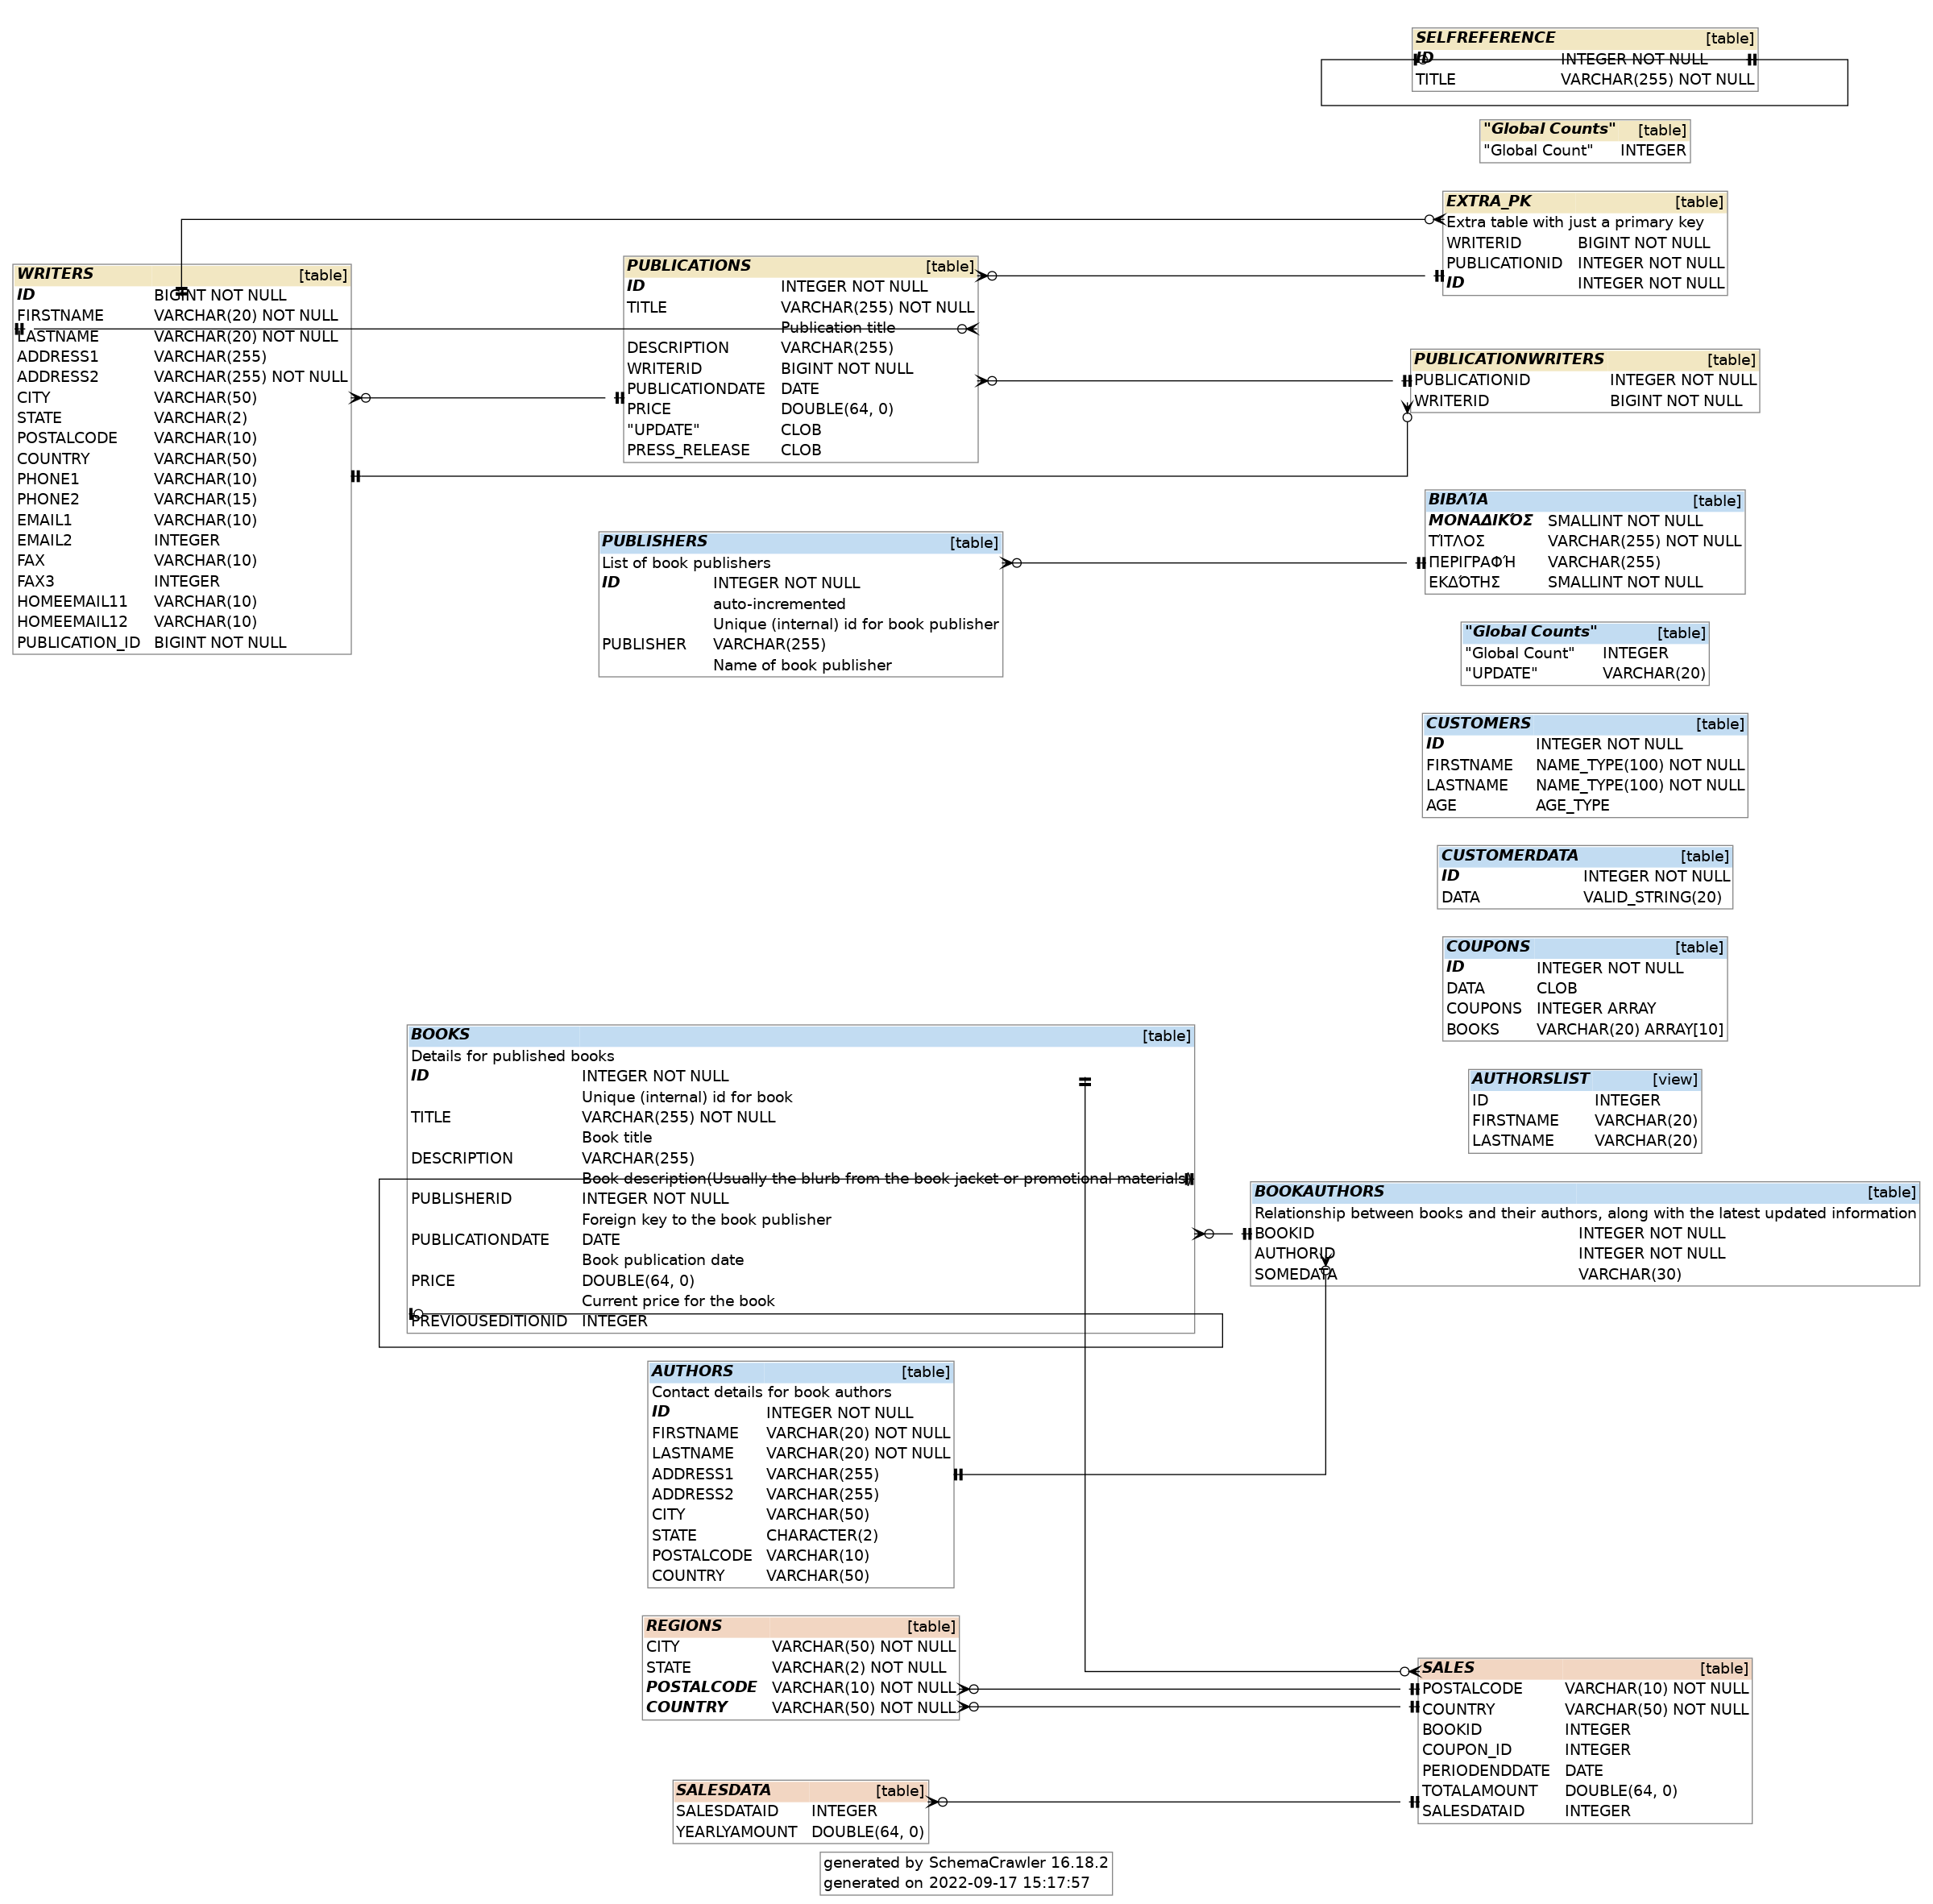 SELFREFERENCE [table]
ID INTEGER NOT NULL
TITLE VARCHAR(255) NOT NULL
"Global Counts" [table]
"Global Count" INTEGER
EXTRA_PK [table]
Extra table with just a primary key
WRITERID BIGINT NOT NULL
PUBLICATIONID INTEGER NOT NULL
ID INTEGER NOT NULL
WRITERS [table]
ID BIGINT NOT NULL
FIRSTNAME VARCHAR(20) NOT NULL
LASTNAME VARCHAR(20) NOT NULL
ADDRESS1 VARCHAR(255)
ADDRESS2 VARCHAR(255) NOT NULL
CITY VARCHAR(50)
STATE VARCHAR(2)
POSTALCODE VARCHAR(10)
COUNTRY VARCHAR(50)
PHONE1 VARCHAR(10)
PHONE2 VARCHAR(15)
EMAIL1 VARCHAR(10)
EMAIL2 INTEGER
FAX VARCHAR(10)
FAX3 INTEGER
HOMEEMAIL11 VARCHAR(10)
HOMEEMAIL12 VARCHAR(10)
PUBLICATION_ID BIGINT NOT NULL
PUBLICATIONS [table]
ID INTEGER NOT NULL
TITLE VARCHAR(255) NOT NULL
Publication title
DESCRIPTION VARCHAR(255)
WRITERID BIGINT NOT NULL
PUBLICATIONDATE DATE
PRICE DOUBLE(64, 0)
"UPDATE" CLOB
PRESS_RELEASE CLOB
PUBLICATIONWRITERS [table]
PUBLICATIONID INTEGER NOT NULL
WRITERID BIGINT NOT NULL
PUBLISHERS [table]
List of book publishers
ID INTEGER NOT NULL
auto-incremented
Unique (internal) id for book publisher
PUBLISHER VARCHAR(255)
Name of book publisher
ΒΙΒΛΊΑ [table]
ΜΟΝΑΔΙΚΌΣ SMALLINT NOT NULL
ΤΊΤΛΟΣ VARCHAR(255) NOT NULL
ΠΕΡΙΓΡΑΦΉ VARCHAR(255)
ΕΚΔΌΤΗΣ SMALLINT NOT NULL
"Global Counts" [table]
"Global Count" INTEGER
"UPDATE" VARCHAR(20)
CUSTOMERS [table]
ID INTEGER NOT NULL
FIRSTNAME NAME_TYPE(100) NOT NULL
LASTNAME NAME_TYPE(100) NOT NULL
AGE AGE_TYPE
CUSTOMERDATA [table]
ID INTEGER NOT NULL
DATA VALID_STRING(20)
COUPONS [table]
ID INTEGER NOT NULL
DATA CLOB
COUPONS INTEGER ARRAY
BOOKS VARCHAR(20) ARRAY[10]
AUTHORSLIST [view]
ID INTEGER
FIRSTNAME VARCHAR(20)
LASTNAME VARCHAR(20)
BOOKS [table]
Details for published books
ID INTEGER NOT NULL
Unique (internal) id for book
TITLE VARCHAR(255) NOT NULL
Book title
DESCRIPTION VARCHAR(255)
Book description(Usually the blurb from the book jacket or promotional materials)
PUBLISHERID INTEGER NOT NULL
Foreign key to the book publisher
PUBLICATIONDATE DATE
Book publication date
PRICE DOUBLE(64, 0)
Current price for the book
PREVIOUSEDITIONID INTEGER
BOOKAUTHORS [table]
Relationship between books and their authors, along with the latest updated information
BOOKID INTEGER NOT NULL
AUTHORID INTEGER NOT NULL
SOMEDATA VARCHAR(30)
AUTHORS [table]
Contact details for book authors
ID INTEGER NOT NULL
FIRSTNAME VARCHAR(20) NOT NULL
LASTNAME VARCHAR(20) NOT NULL
ADDRESS1 VARCHAR(255)
ADDRESS2 VARCHAR(255)
CITY VARCHAR(50)
STATE CHARACTER(2)
POSTALCODE VARCHAR(10)
COUNTRY VARCHAR(50)
REGIONS [table]
CITY VARCHAR(50) NOT NULL
STATE VARCHAR(2) NOT NULL
POSTALCODE VARCHAR(10) NOT NULL
COUNTRY VARCHAR(50) NOT NULL
SALES [table]
POSTALCODE VARCHAR(10) NOT NULL
COUNTRY VARCHAR(50) NOT NULL
BOOKID INTEGER
COUPON_ID INTEGER
PERIODENDDATE DATE
TOTALAMOUNT DOUBLE(64, 0)
SALESDATAID INTEGER
SALESDATA [table]
SALESDATAID INTEGER
YEARLYAMOUNT DOUBLE(64, 0)
generated by SchemaCrawler 16.18.2
generated on 2022-09-17 15:17:57